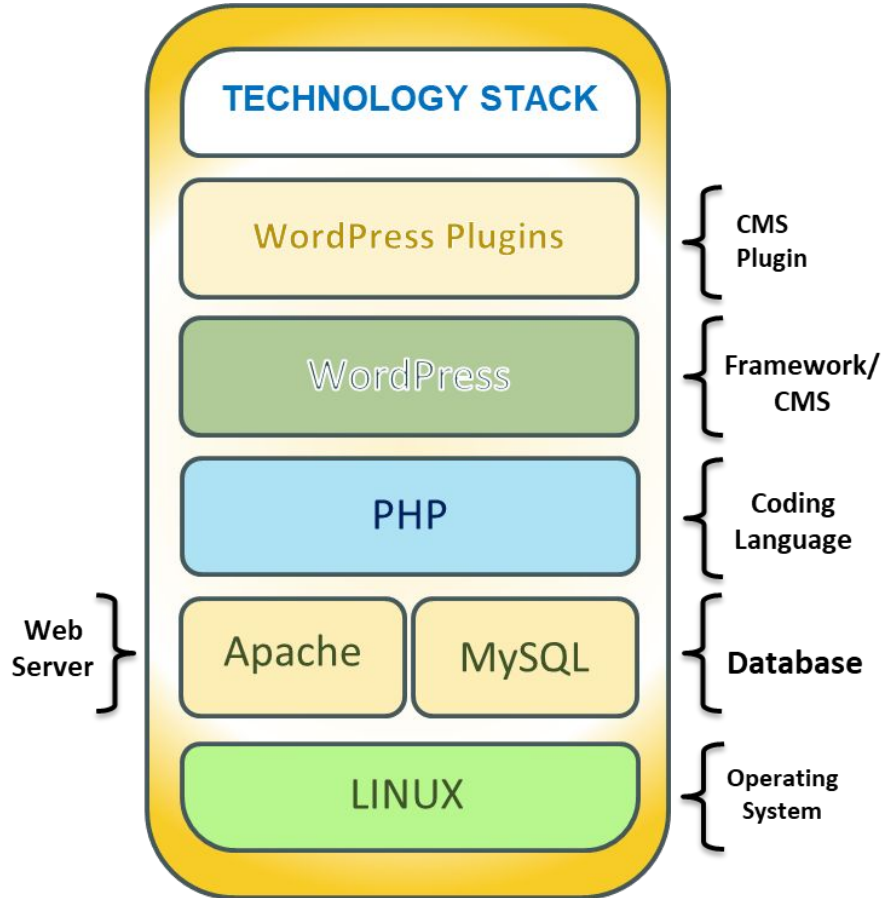 TECHNOLOGY STACK
WordPress Plugins
CMS
Plugin
WordPress
Framework/
CMS
PHP
Coding
Language
Web
Server
Apache
MySQL
Database
LINUX
Operating
System